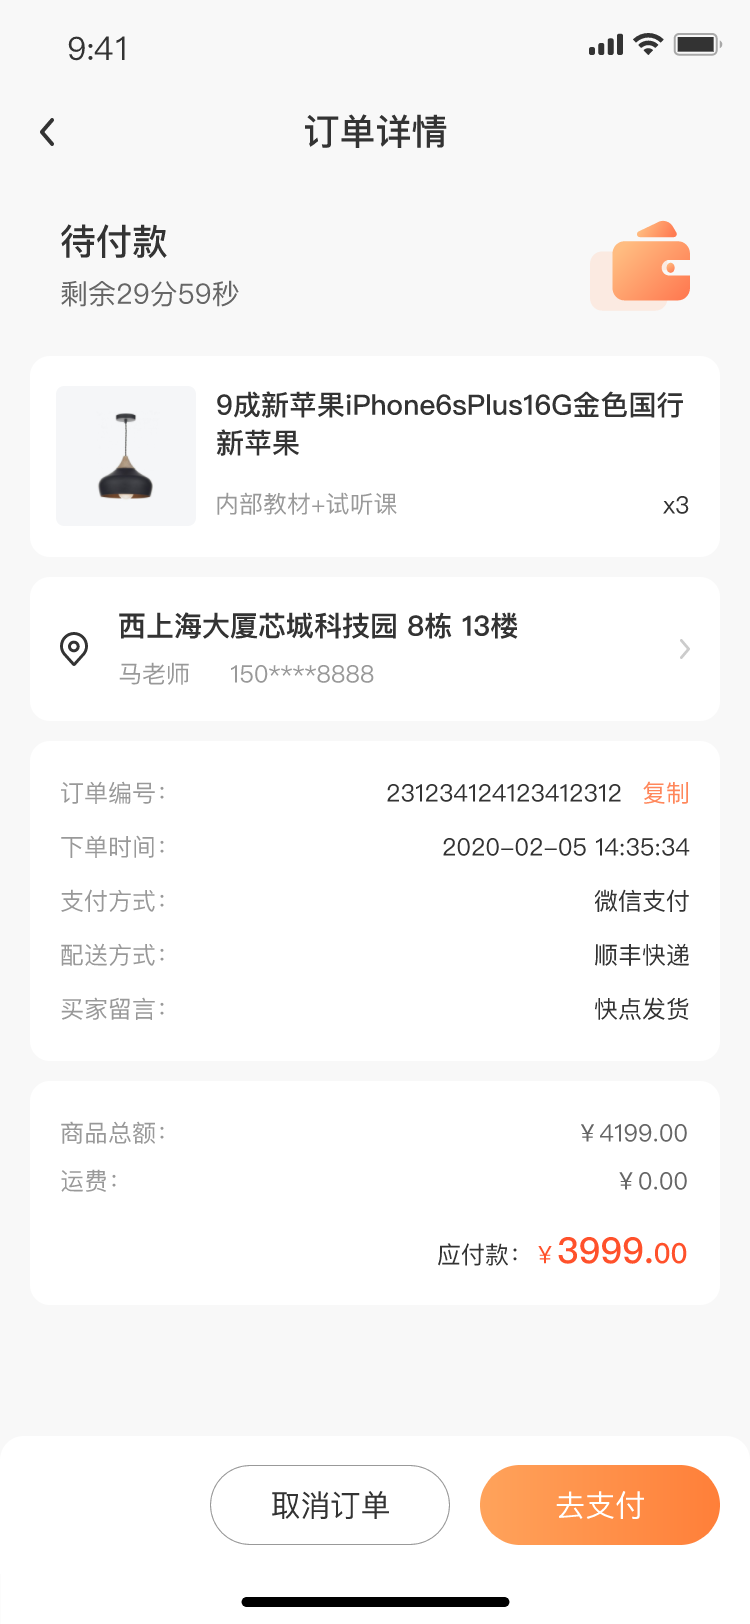 9:41
订单详情
待付款
剩余29分59秒
9成新苹果iPhone6sPlus16G金色国行
新苹果
内部教材+试听课 x3
西上海大厦芯城科技园 8栋 13楼
马老师 150****8888
订单编号： 231234124123412312 复制
下单时间： 2020-02-05 14:35:34
支付方式： 微信支付
配送方式： 顺丰快递
买家留言： 快点发货
商品总额： ¥4199.00
运费： ¥0.00
应付款： ¥3999.00
取消订单 去支付